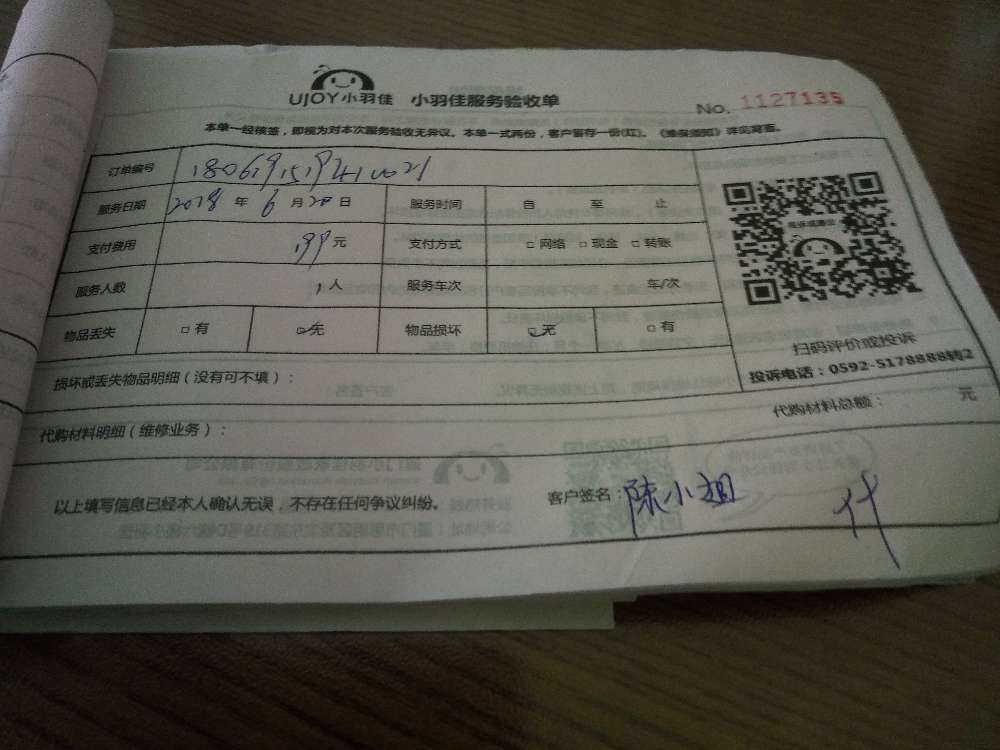 UJOY小羽佳 小羽佳服务验收单
No. 1127135
本单一经核签，即视为对本次服务验收无异议。本单一式两份，客户留存一份(红)。《维保须知》详见背面。
订单编号
服务日期 2018 年 6 月 20 日 服务时间 自 至 止
支付费用 199 元 支付方式 □ 网络 □ 现金 □ 转账
服务人数 1 人 服务车次 车/次
物品丢失 □ 有 □ 无 物品损坏 □ 无 □ 有
扫码评价或投诉
投诉电话：0592-5178888转2
损坏或丢失物品明细（没有可不填）：
代购材料明细（维修业务）： 代购材料总额： 元
以上填写信息已经本人确认无误，不存在任何争议纠纷。 客户签名：陈小姐 代